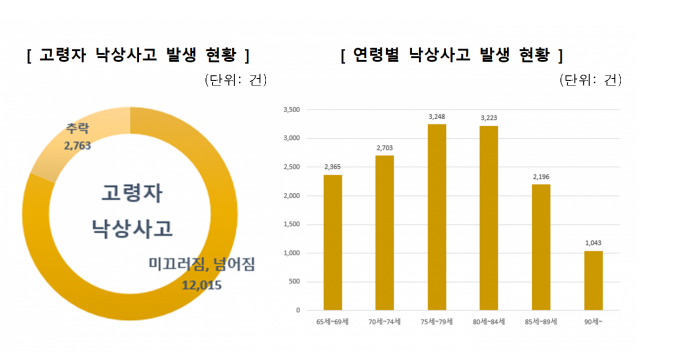 [ 고령자 낙상사고 발생 현황 ]
(단위: 건)
추락
2,763
고령자
낙상사고
미끄러짐, 넘어짐
12,015
[ 연령별 낙상사고 발생 현황 ]
(단위: 건)
3,500
3,000
2,500
2,000
1,500
1,000
500
0
2,365
2,703
3,248
3,223
2,196
1,043
65세~69세
70세~74세
75세~79세
80세~84세
85세~89세
90세~